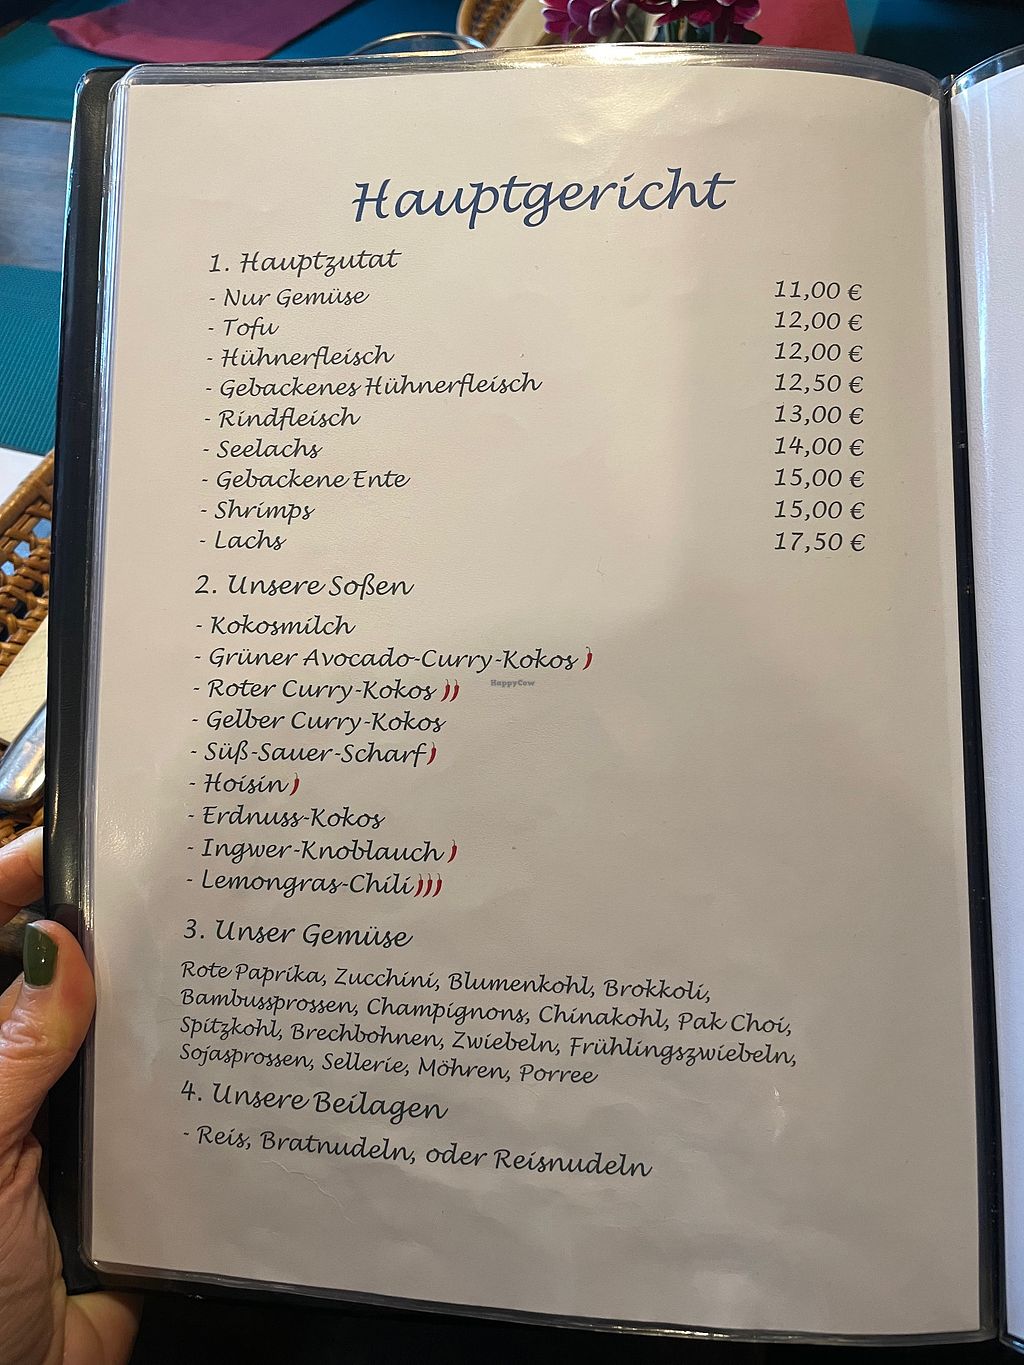 Hauptgericht
1. Hauptzutat
- Nur Gemüse 11,00 €
- Tofu 12,00 €
- Hühnerfleisch 12,00 €
- Gebackenes Hühnerfleisch 12,50 €
- Rindfleisch 13,00 €
- Seelachs 14,00 €
- Gebackene Ente 15,00 €
- Shrimps 15,00 €
- Lachs 17,50 €
2. Unsere Soßen
- Kokosmilch
- Grüner Avocado-Curry-Kokos
- Roter Curry-Kokos
HappyCow
- Gelber Curry-Kokos
- Süß-Sauer-Scharf
- Hoisin
- Erdnuss-Kokos
- Ingwer-Knoblauch
- Lemongras-Chili
3. Unser Gemüse
Rote Paprika, Zucchini, Blumenkohl, Brokkoli,
Bambussprossen, Champignons, Chinakohl, Pak Choi,
Spitzkohl, Brechbohnen, Zwiebeln, Frühlingszwiebeln,
Sojasprossen, Sellerie, Möhren, Porree
4. Unsere Beilagen
- Reis, Bratnudeln, oder Reisnudeln